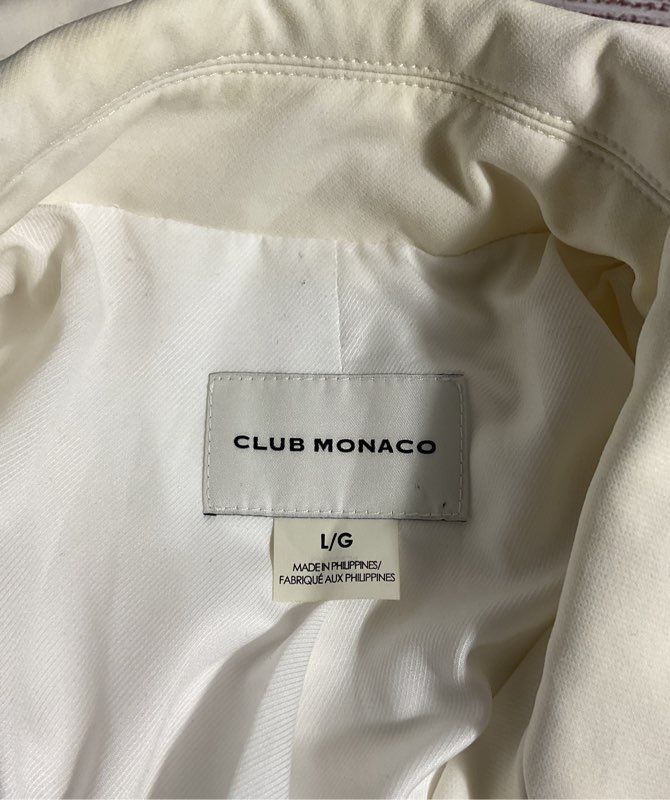 CLUB MONACO
L/G
MADE IN PHILIPPINES/
FABRIQUÉ AUX PHILIPPINES